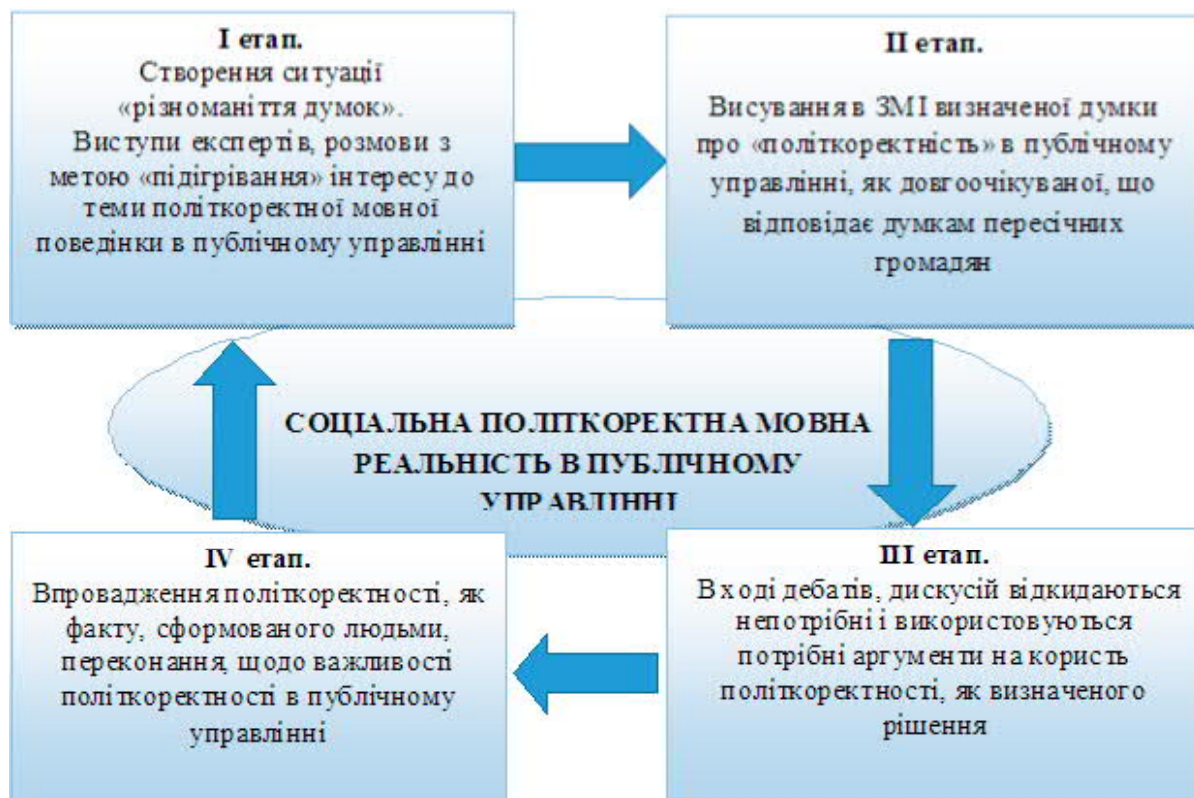 I етап.
Створення ситуації
«різноманіття думок».
Виступи експертів, розмови з
метою «підігрівання» інтересу до
теми політкоректної мовної
поведінки в публічному управлінні
II етап.
Висування в ЗМІ визначеної думки
про «політкоректність» в публічному
управлінні, як довгоочікуваної, що
відповідає думкам пересічних
громадян
СОЦІАЛЬНА ПОЛІТКОРЕКТНА МОВНА
РЕАЛЬНІСТЬ В ПУБЛІЧНОМУ
УПРАВЛІННІ
III етап.
В ході дебатів, дискусій відкидаються
непотрібні і використовуються
потрібні аргументи на користь
політкоректності, як визначеного
рішення
IV етап.
Впровадження політкоректності, як
факту, сформованого людьми,
переконання, щодо важливості
політкоректності в публічному
управлінні